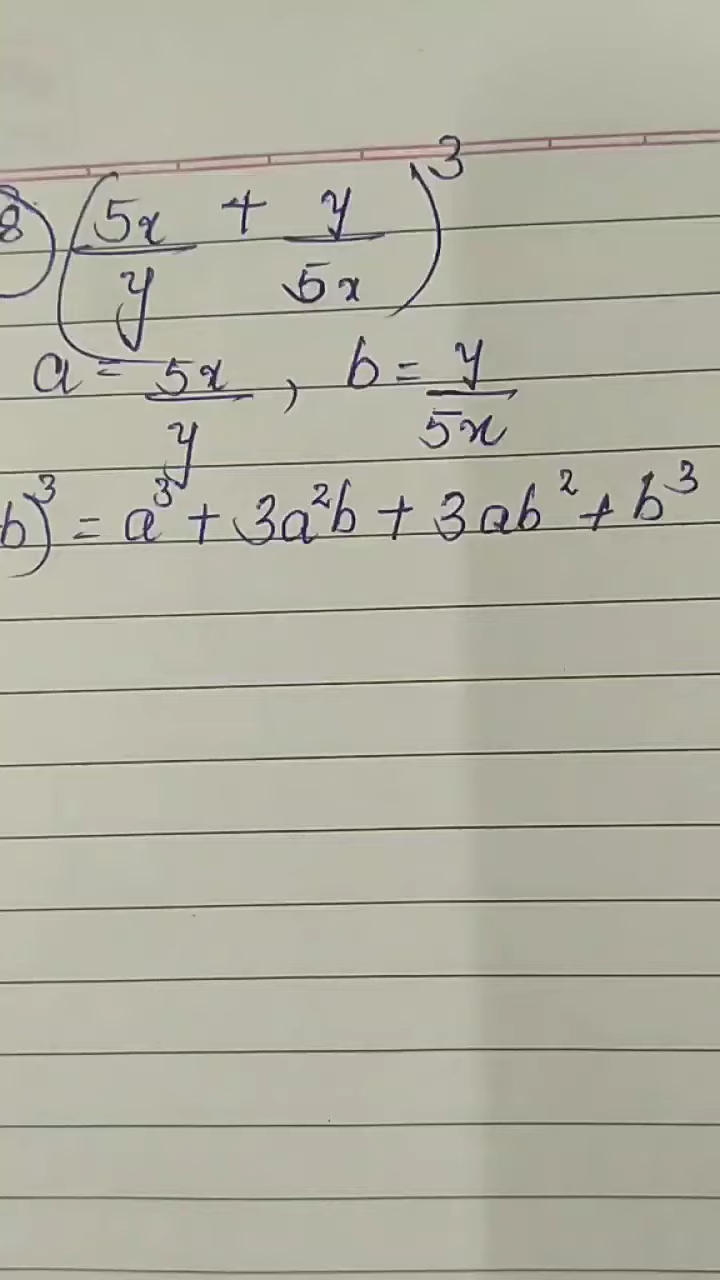 8) (5x/y + y/5x)^3
a = 5x/y , b = y/5x
b)^3 = a^3 + 3a^2b + 3ab^2 + b^3